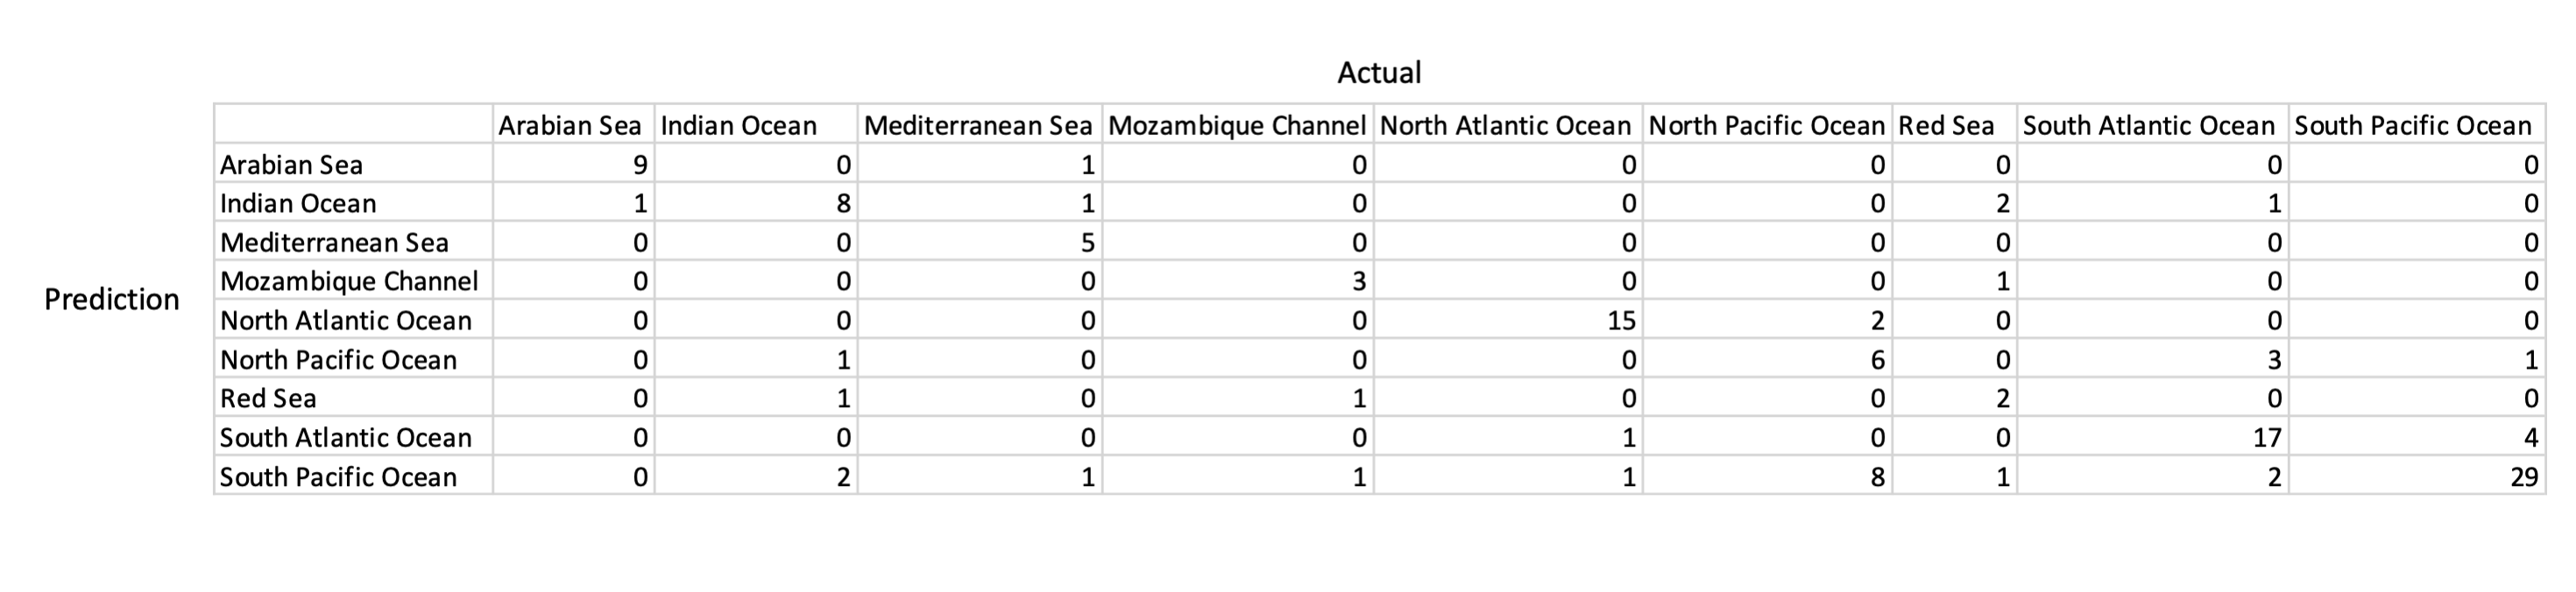 Actual
Arabian Sea Indian Ocean Mediterranean Sea Mozambique Channel North Atlantic Ocean North Pacific Ocean Red Sea South Atlantic Ocean South Pacific Ocean
Arabian Sea 9 0 1 0 0 0 0 0 0
Indian Ocean 1 8 1 0 0 0 2 1 0
Mediterranean Sea 0 0 5 0 0 0 0 0 0
Mozambique Channel 0 0 0 3 0 0 1 0 0
Prediction
North Atlantic Ocean 0 0 0 0 15 2 0 0 0
North Pacific Ocean 0 1 0 0 0 6 0 3 1
Red Sea 0 1 0 1 0 0 2 0 0
South Atlantic Ocean 0 0 0 0 1 0 0 17 4
South Pacific Ocean 0 2 1 1 1 8 1 2 29